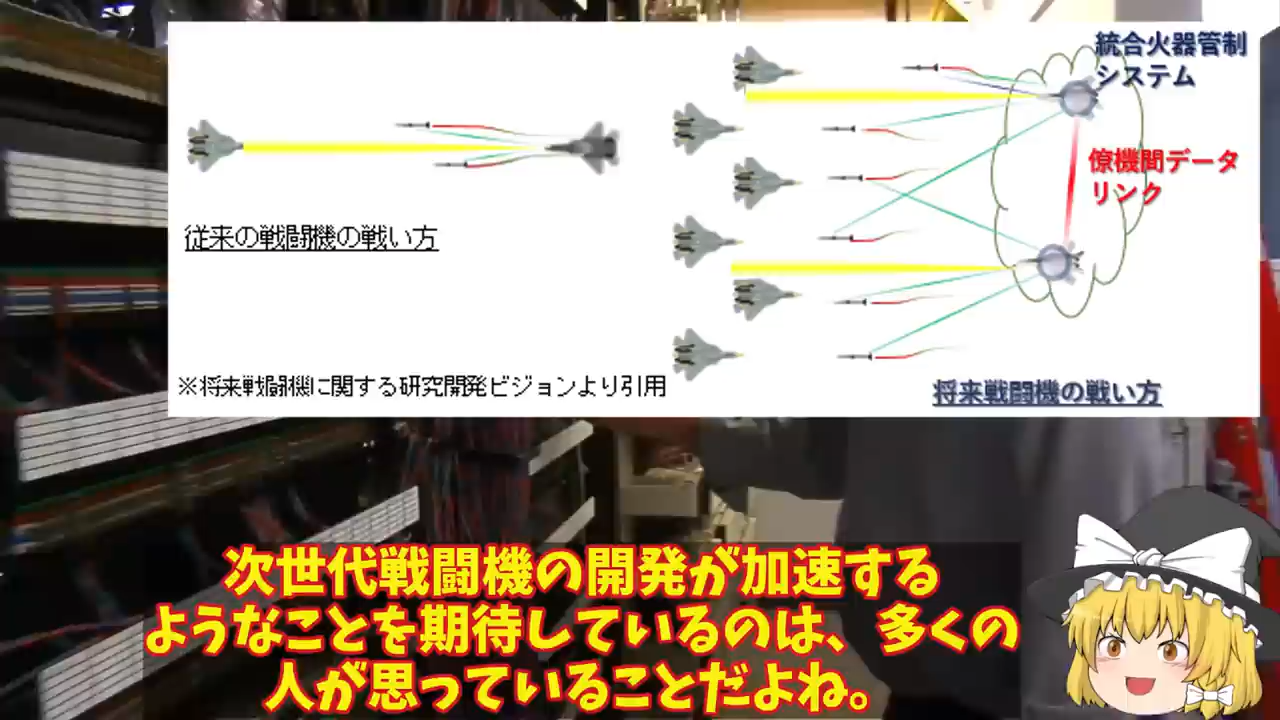 統合火器管制
システム
僚機間データ
リンク
従来の戦闘機の戦い方
※将来戦闘機に関する研究開発ビジョンより引用
将来戦闘機の戦い方
次世代戦闘機の開発が加速する
ようなことを期待しているのは、多くの
人が思っていることだよね。